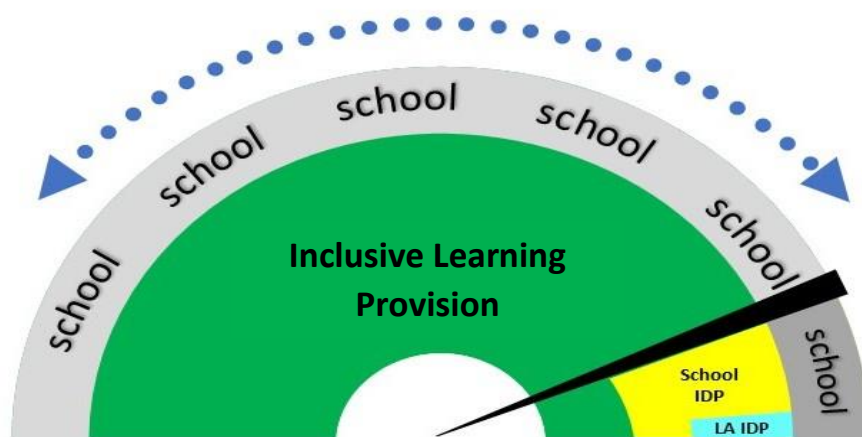 school
school
school
school
school
school
Inclusive Learning
Provision
School
IDP
LA IDP